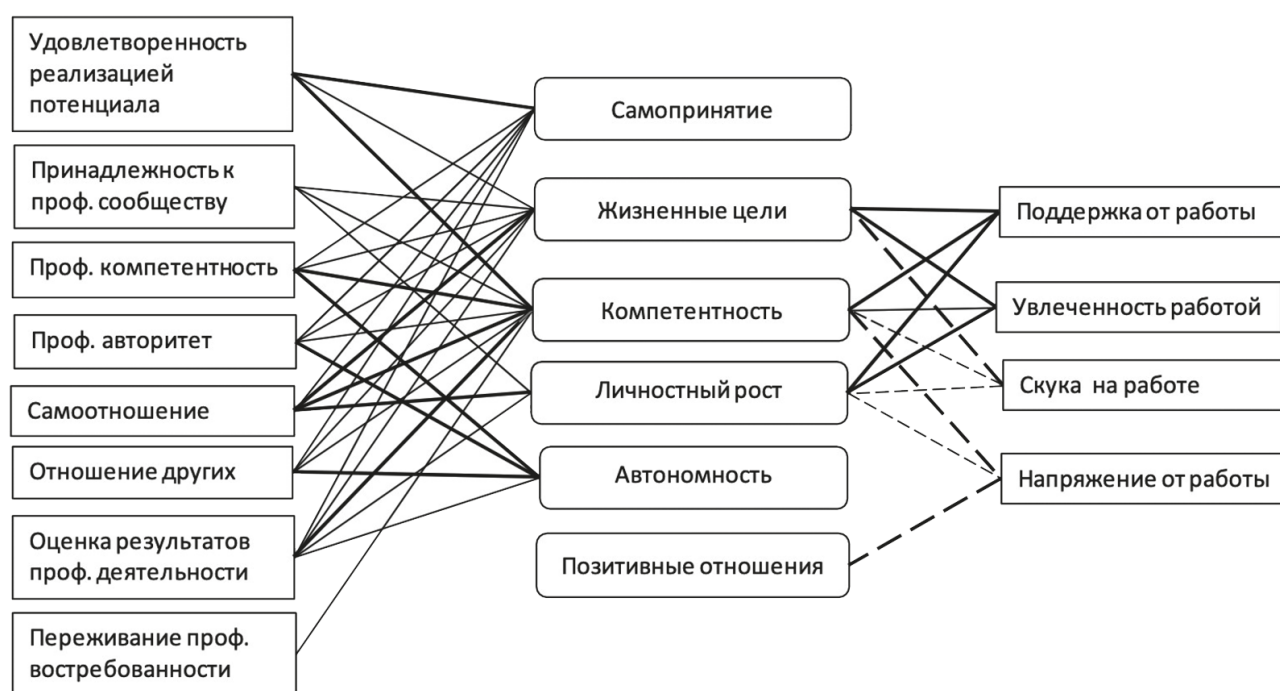 Удовлетворенность
реализацией
потенциала
Принадлежность к
проф. сообществу
Проф. компетентность
Проф. авторитет
Самоотношение
Отношение других
Оценка результатов
проф. деятельности
Переживание проф.
востребованности
Самопринятие
Жизненные цели
Компетентность
Личностный рост
Автономность
Позитивные отношения
Поддержка от работы
Увлеченность работой
Скука на работе
Напряжение от работы